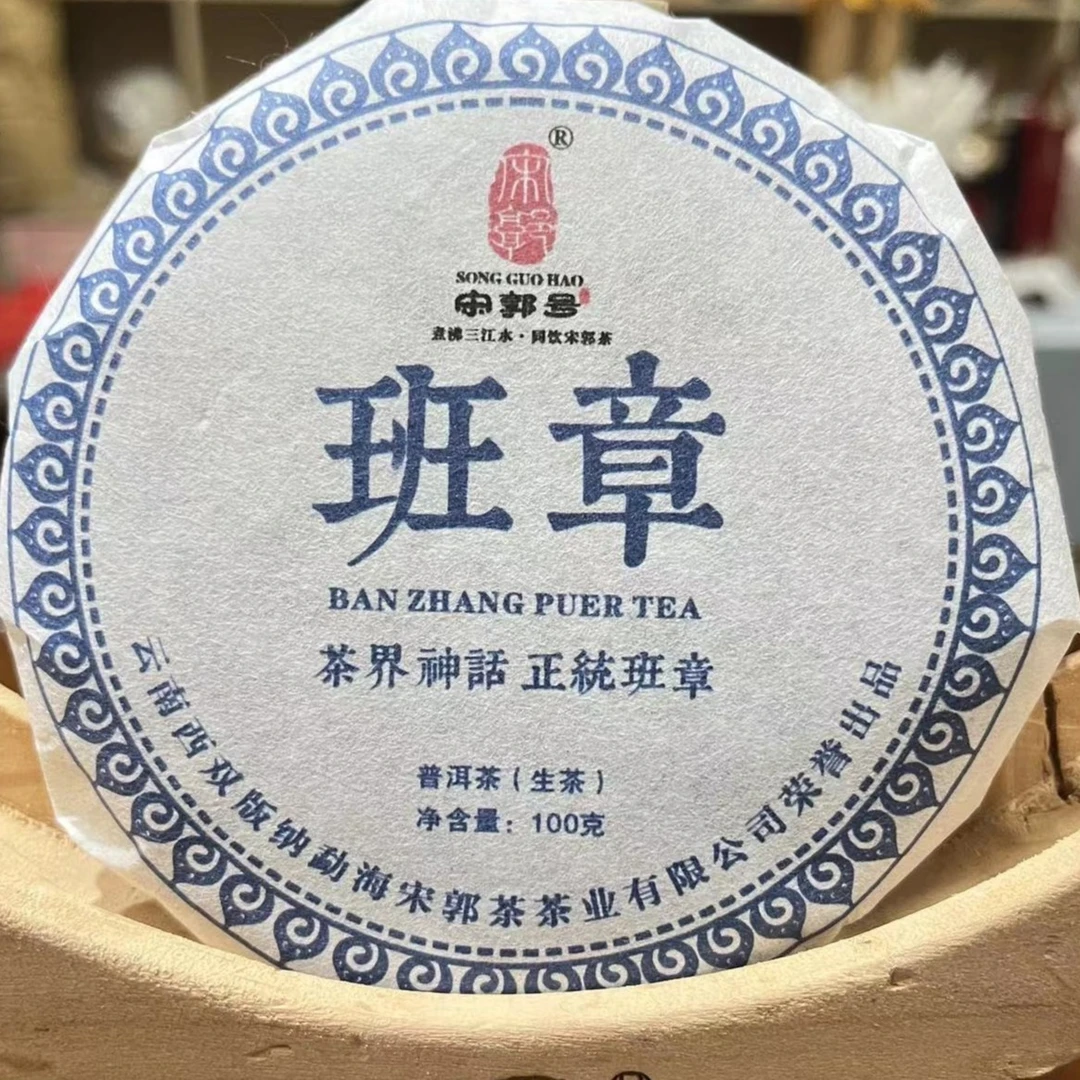 ®
宋郭号
SONG GUO HAO
宋郭号
煮沸三江水·同饮宋郭茶
班章
BAN ZHANG PUER TEA
茶界神話 正統班章
普洱茶（生茶）
净含量：100克
云南西双版纳勐海宋郭茶茶业有限公司荣誉出品